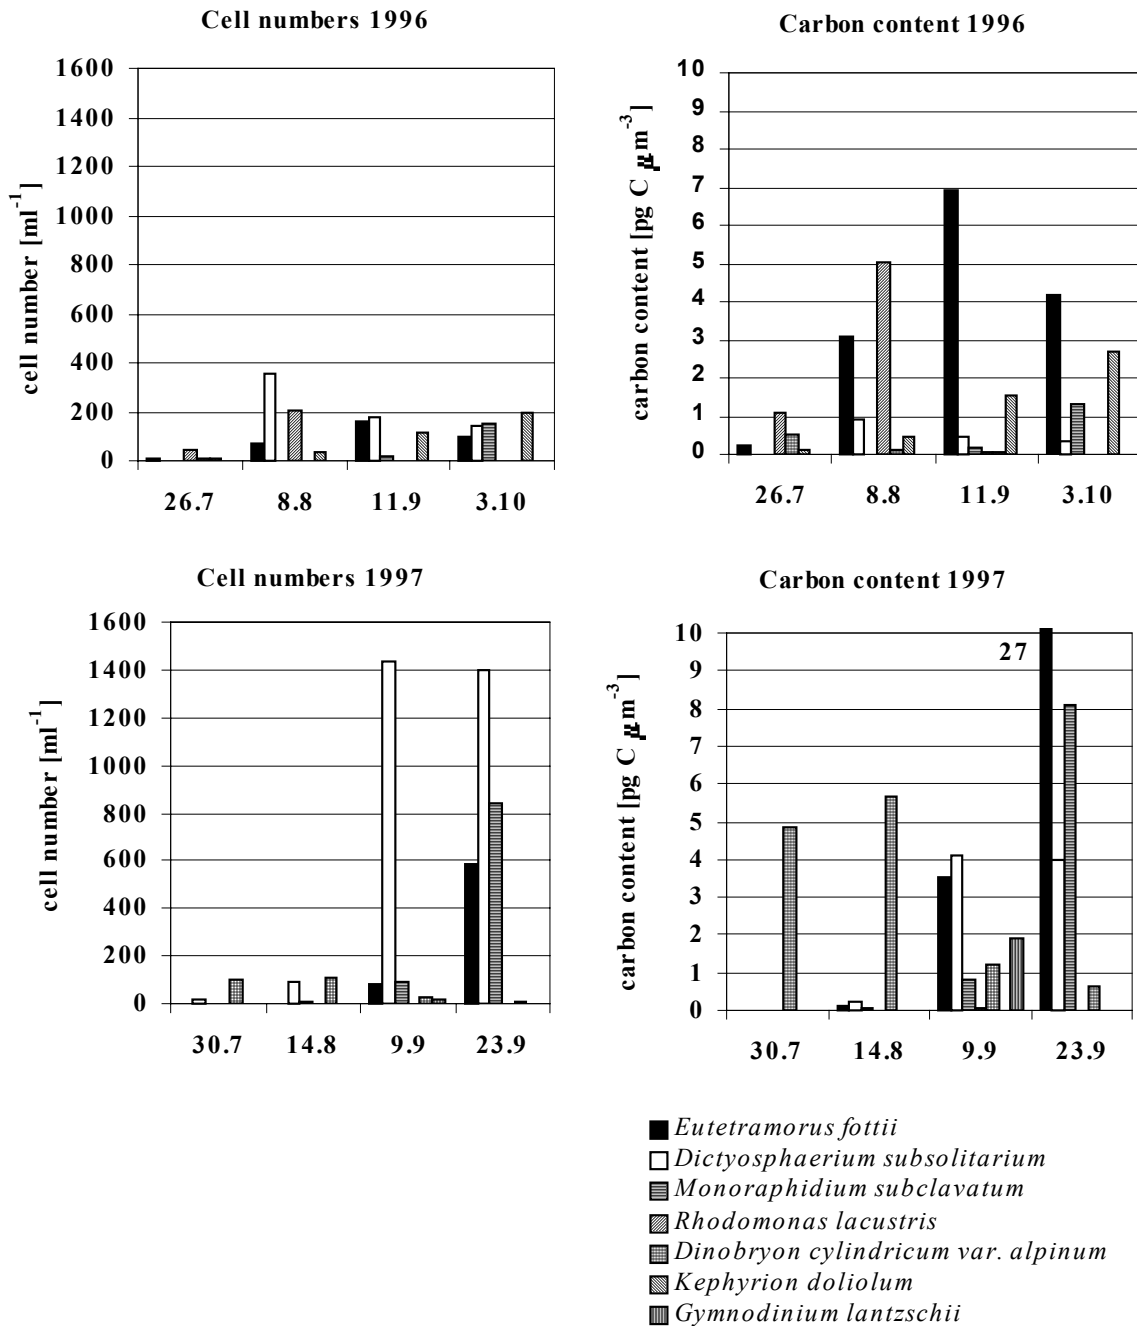 Cell numbers 1996
cell number [ml-1]
1600
1400
1200
1000
800
600
400
200
0
26.7 8.8 11.9 3.10
Carbon content 1996
carbon content [pg C µm-3]
10
9
8
7
6
5
4
3
2
1
0
26.7 8.8 11.9 3.10
Cell numbers 1997
cell number [ml-1]
1600
1400
1200
1000
800
600
400
200
0
30.7 14.8 9.9 23.9
Carbon content 1997
carbon content [pg C µm-3]
10
9
8
7
6
5
4
3
2
1
0
27
30.7 14.8 9.9 23.9
Eutetramorus fottii
Dictyosphaerium subsolitarium
Monoraphidium subclavatum
Rhodomonas lacustris
Dinobryon cylindricum var. alpinum
Kephyrion doliolum
Gymnodinium lantzschii